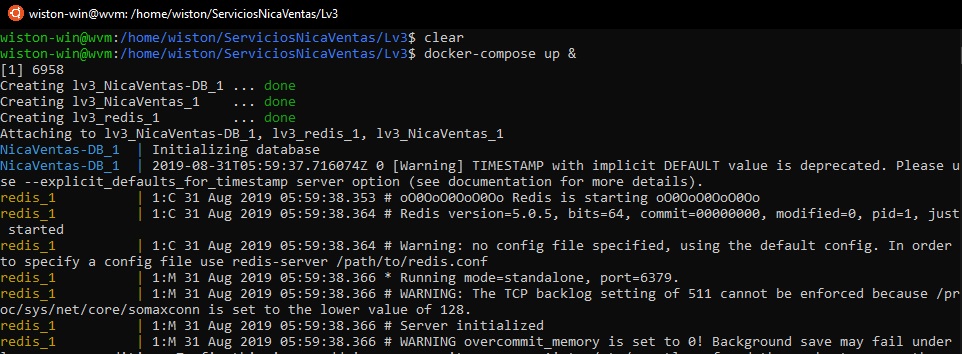 wiston-win@wvm: /home/wiston/ServiciosNicaVentas/Lv3
wiston-win@wvm:/home/wiston/ServiciosNicaVentas/Lv3$ clear
wiston-win@wvm:/home/wiston/ServiciosNicaVentas/Lv3$ docker-compose up &
[1] 6958
Creating lv3_NicaVentas-DB_1 ... done
Creating lv3_NicaVentas_1    ... done
Creating lv3_redis_1         ... done
Attaching to lv3_NicaVentas-DB_1, lv3_redis_1, lv3_NicaVentas_1
NicaVentas-DB_1  | Initializing database
NicaVentas-DB_1  | 2019-08-31T05:59:37.716074Z 0 [Warning] TIMESTAMP with implicit DEFAULT value is deprecated. Please u
se --explicit_defaults_for_timestamp server option (see documentation for more details).
redis_1          | 1:C 31 Aug 2019 05:59:38.353 # oO0OoO0OoO0Oo Redis is starting oO0OoO0OoO0Oo
redis_1          | 1:C 31 Aug 2019 05:59:38.364 # Redis version=5.0.5, bits=64, commit=00000000, modified=0, pid=1, just
 started
redis_1          | 1:C 31 Aug 2019 05:59:38.364 # Warning: no config file specified, using the default config. In order
to specify a config file use redis-server /path/to/redis.conf
redis_1          | 1:M 31 Aug 2019 05:59:38.366 * Running mode=standalone, port=6379.
redis_1          | 1:M 31 Aug 2019 05:59:38.366 # WARNING: The TCP backlog setting of 511 cannot be enforced because /pr
oc/sys/net/core/somaxconn is set to the lower value of 128.
redis_1          | 1:M 31 Aug 2019 05:59:38.366 # Server initialized
redis_1          | 1:M 31 Aug 2019 05:59:38.366 # WARNING overcommit_memory is set to 0! Background save may fail under